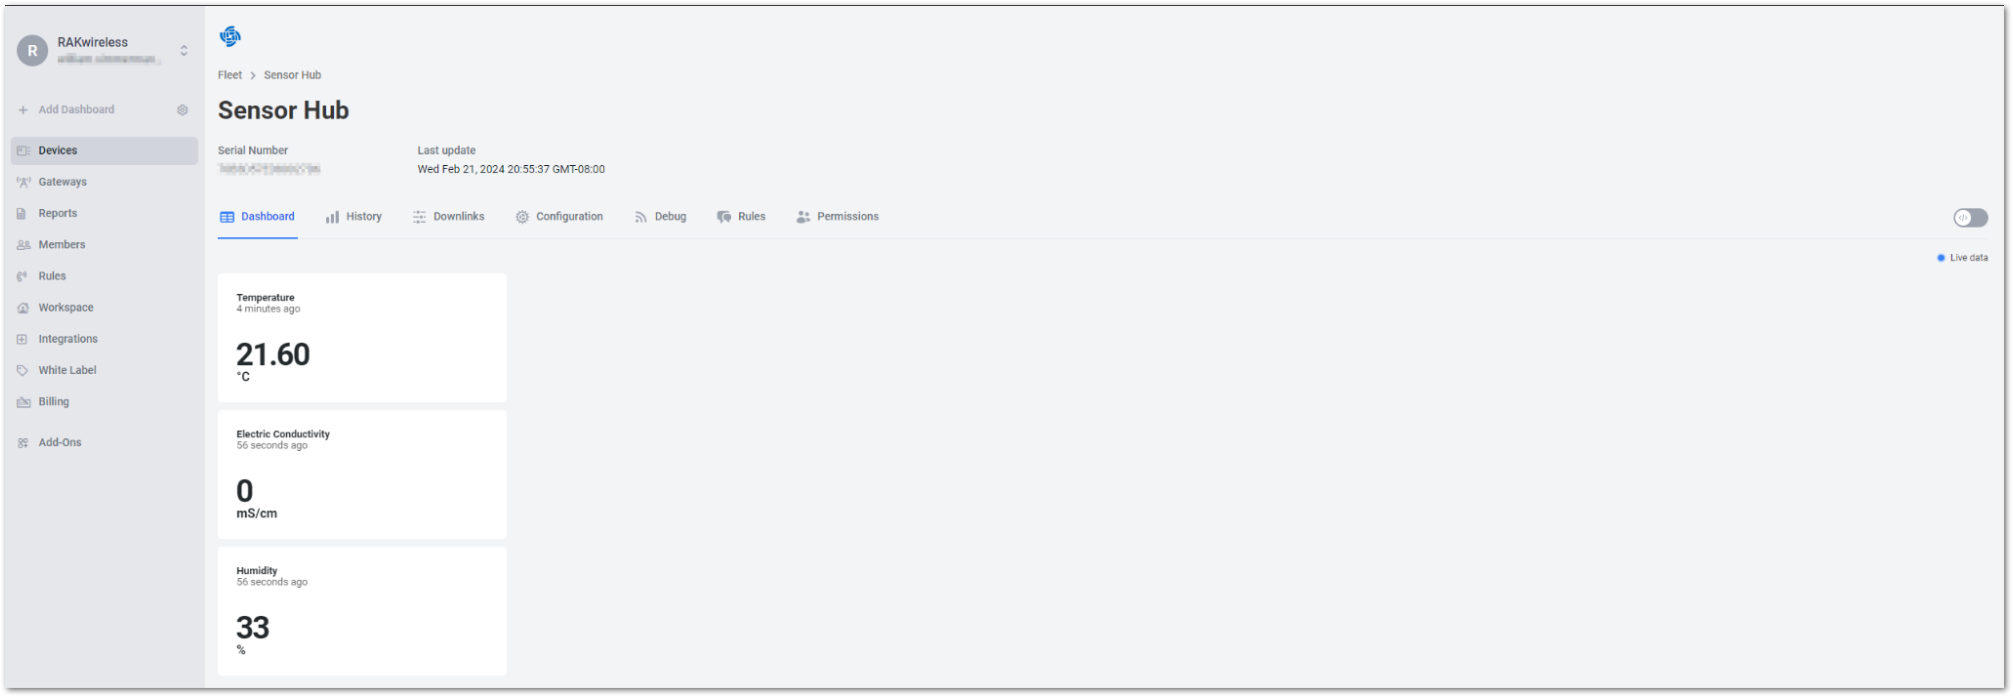 R
RAKwireless
+ Add Dashboard
Devices
Gateways
Reports
Members
Rules
Workspace
Integrations
White Label
Billing
Add-Ons
Fleet > Sensor Hub
Sensor Hub
Serial Number
Last update
Wed Feb 21, 2024 20:55:37 GMT-08:00
Dashboard History Downlinks Configuration Debug Rules Permissions
Live data
Temperature
4 minutes ago
21.60
°C
Electric Conductivity
56 seconds ago
0
mS/cm
Humidity
56 seconds ago
33
%